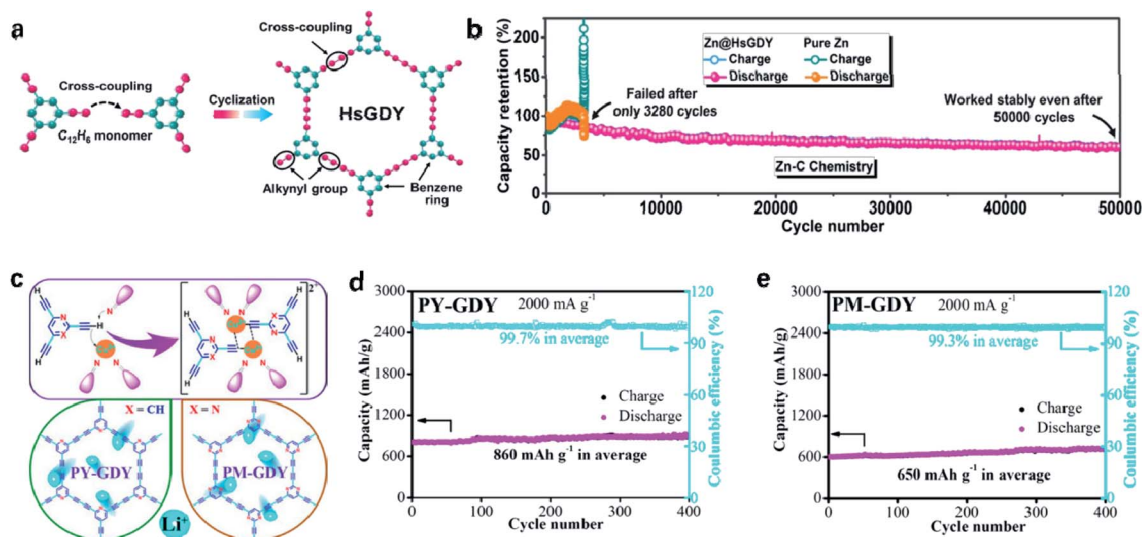 a
Cross-coupling
Cross-coupling
C12H6 monomer
Cyclization
HsGDY
Alkynyl group
Benzene
ring
b
Capacity retention (%)
200
150
100
50
0
Zn@HsGDY
Pure Zn
Charge
Charge
Discharge
Discharge
Failed after
only 3280 cycles
Worked stably even after
50000 cycles
Zn-C Chemistry
0
10000
20000
30000
40000
50000
Cycle number
c
H
H
H
N
N
N
2+
N
N
H
H
H
H
N
N
X = CH
X = N
PY-GDY
PM-GDY
Li+
d
PY-GDY
2000 mA g-1
Capacity (mAh/g)
3000
2400
1800
1200
600
0
99.7% in average
Charge
Discharge
860 mAh g-1 in average
0
100
200
300
400
Cycle number
120
90
60
30
0
Coulumbic efficiency (%)
e
PM-GDY
2000 mA g-1
Capacity (mAh/g)
3000
2400
1800
1200
600
0
99.3% in average
Charge
Discharge
650 mAh g-1 in average
0
100
200
300
400
Cycle number
120
90
60
30
0
Coulumbic efficiency (%)